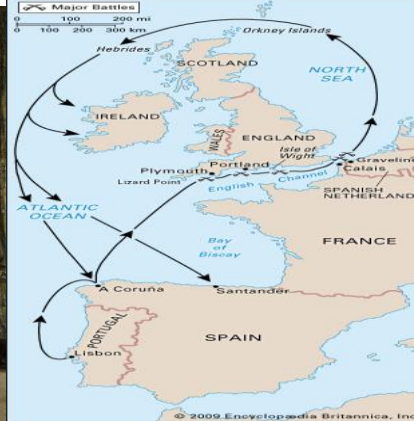 Major Battles
0 100 200 mi
0 100 200 300 km
Orkney Islands
Hebrides
SCOTLAND
NORTH
SEA
IRELAND
WALES
ENGLAND
Isle of
Wight
Portland
Plymouth
Gravelin
Calais
Lizard Point
English Channel
SPANISH
NETHERLAND
ATLANTIC
OCEAN
Bay
of
Biscay
FRANCE
A Coruña
Santander
PORTUGAL
SPAIN
Lisbon
© 2009 Encyclopædia Britannica, Inc